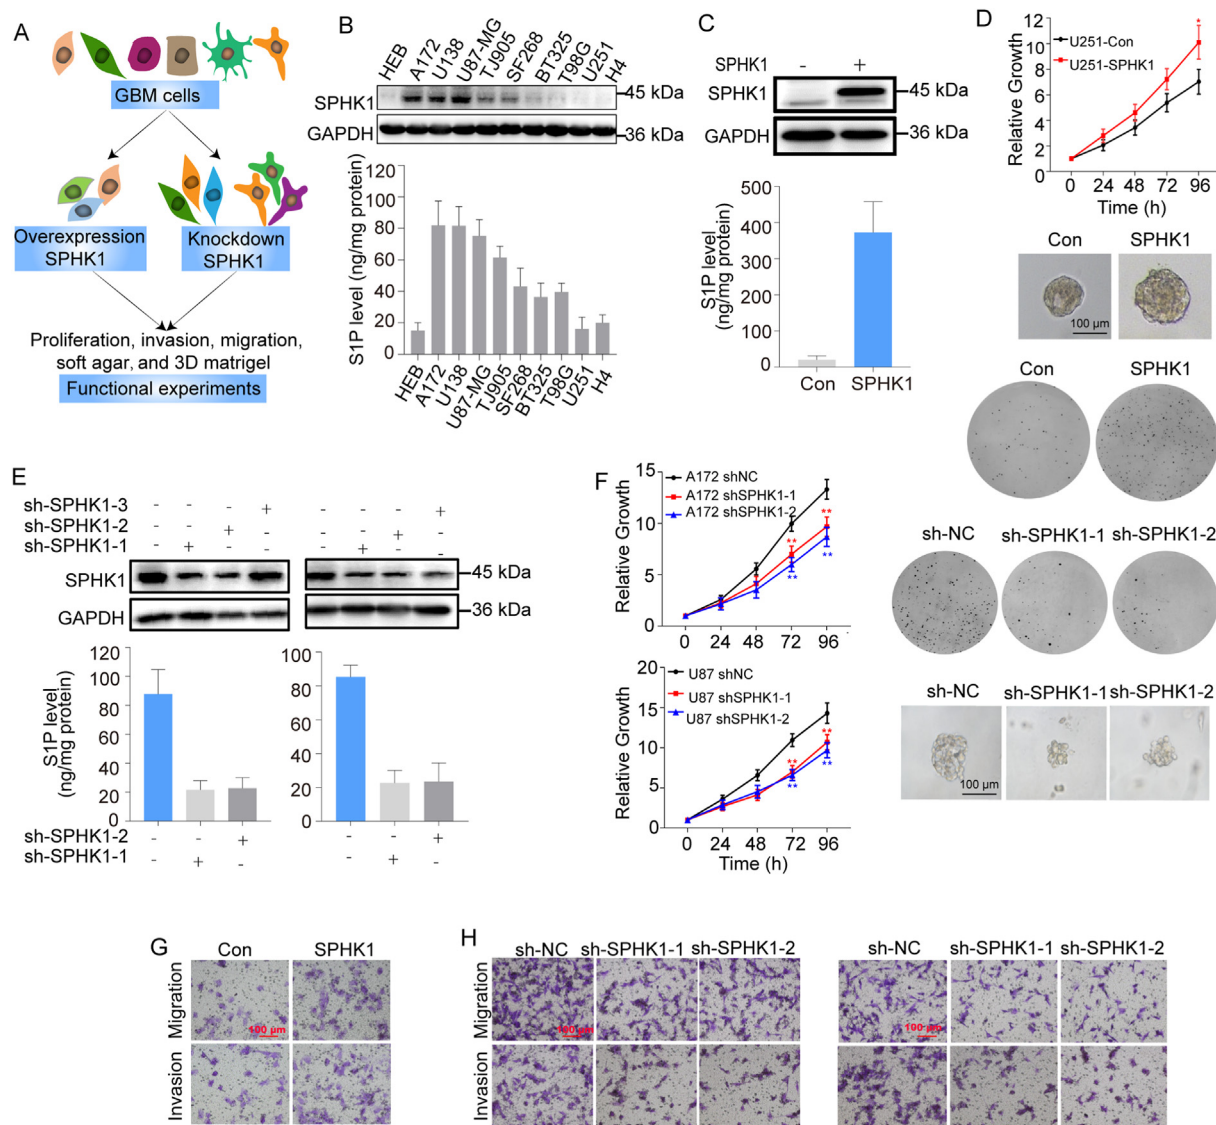 A
GBM cells
Overexpression
SPHK1
Knockdown
SPHK1
Proliferation, invasion, migration,
soft agar, and 3D matrigel
Functional experiments
B
HEB A172 U138 U87-MG TJ905 SF268 BT325 T98G U251 H4
SPHK1 45 kDa
GAPDH 36 kDa
S1P level (ng/mg protein)
120
100
80
60
40
20
0
HEB A172 U138 U87-MG TJ905 SF268 BT325 T98G U251 H4
C
SPHK1 - +
SPHK1 45 kDa
GAPDH 36 kDa
S1P level
(ng/mg protein)
500
400
300
200
100
0
Con SPHK1
D
Relative Growth
12
10
8
6
4
2
0
U251-Con
U251-SPHK1
*
0 24 48 72 96
Time (h)
Con SPHK1
100 µm
Con SPHK1
E
sh-SPHK1-3 - - - + - - - +
sh-SPHK1-2 - - + - - - + -
sh-SPHK1-1 - + - - - + - -
SPHK1 45 kDa
GAPDH 36 kDa
S1P level
(ng/mg protein)
120
100
80
60
40
20
0
100
80
60
40
20
0
sh-SPHK1-2 - - + - - +
sh-SPHK1-1 - + - - + -
F
Relative Growth
15
10
5
0
A172 shNC
A172 shSPHK1-1
A172 shSPHK1-2
** **
** **
0 24 48 72 96
Relative Growth
20
15
10
5
0
U87 shNC
U87 shSPHK1-1
U87 shSPHK1-2
** **
** **
0 24 48 72 96
Time (h)
sh-NC sh-SPHK1-1 sh-SPHK1-2
sh-NC sh-SPHK1-1 sh-SPHK1-2
100 µm
G
Con SPHK1
Migration
100 µm
Invasion
H
sh-NC sh-SPHK1-1 sh-SPHK1-2 sh-NC sh-SPHK1-1 sh-SPHK1-2
Migration
100 µm
100 µm
Invasion